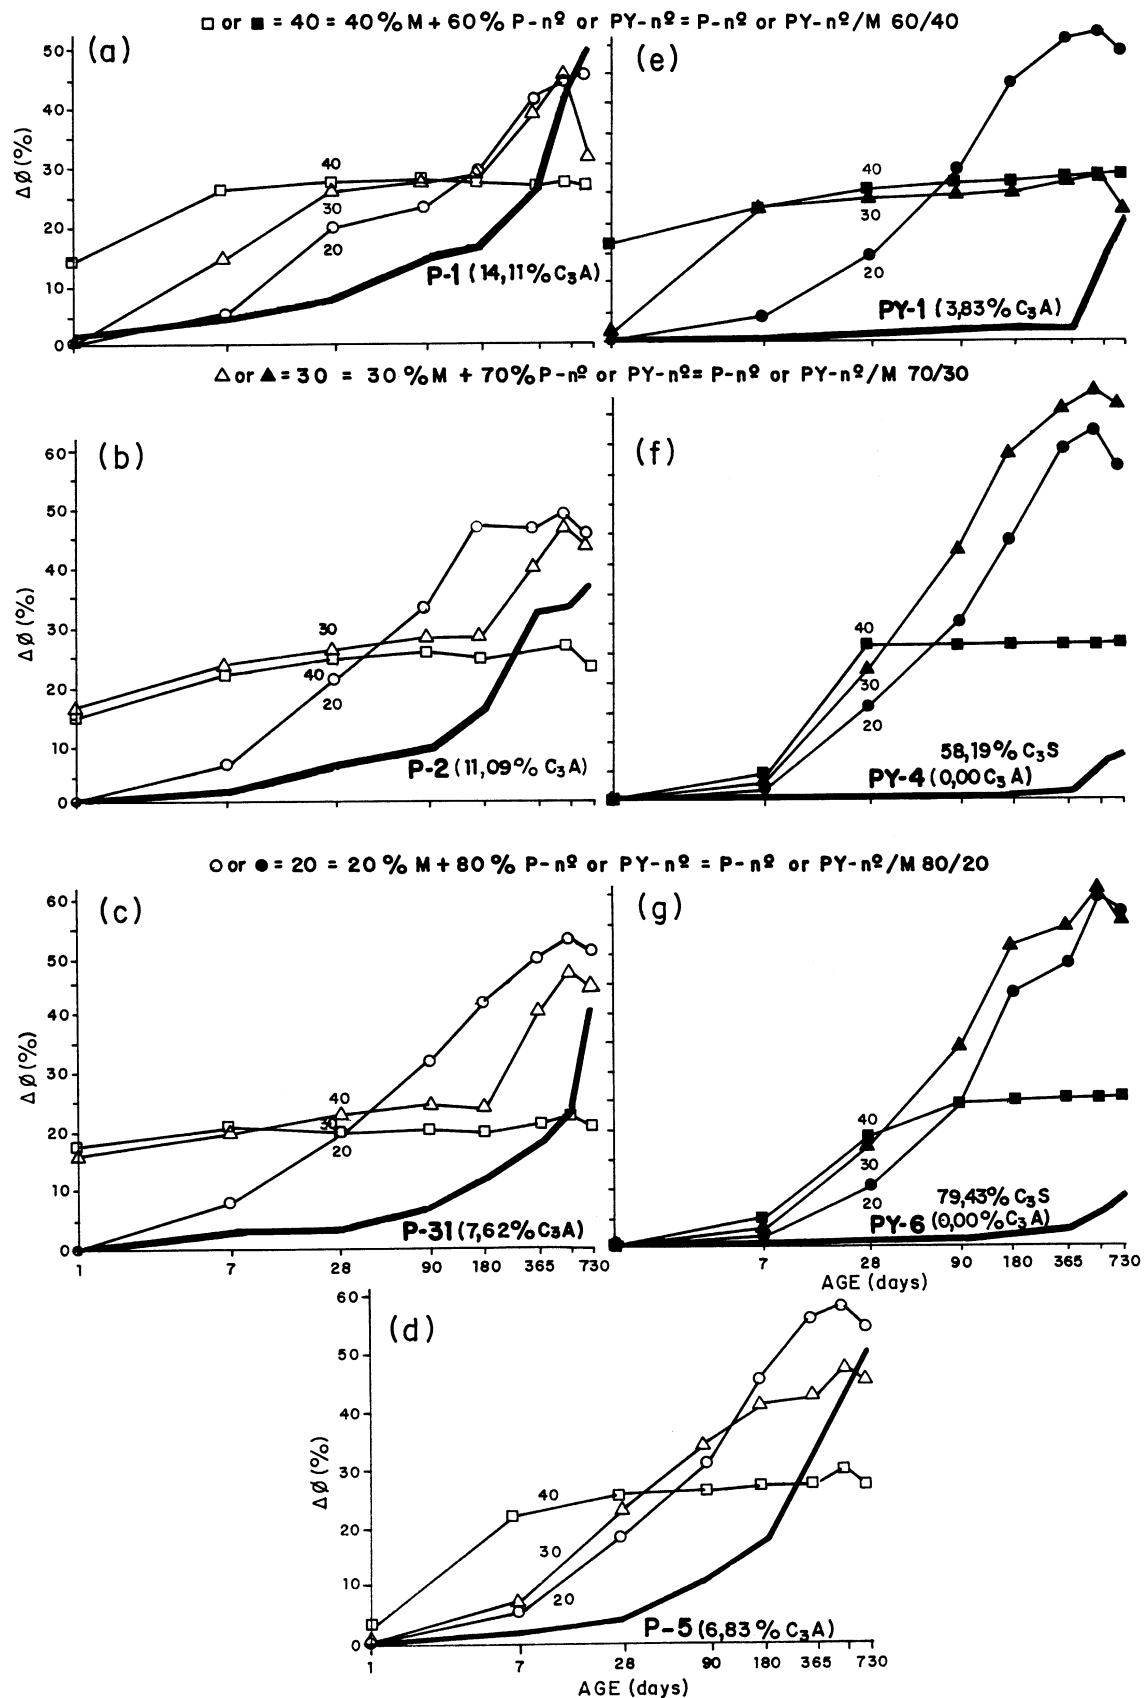 □ or ■ = 40 = 40% M + 60% P-nº or PY-nº = P-nº or PY-nº/M 60/40
(a)
(e)
50
40
30
20
10
0
ΔØ (%)
40
30
20
P-1 (14,11% C₃A)
40
30
20
PY-1 (3,83% C₃A)
△ or ▲ = 30 = 30% M + 70% P-nº or PY-nº = P-nº or PY-nº/M 70/30
(b)
(f)
60
50
40
30
20
10
0
ΔØ (%)
30
40
20
P-2 (11,09% C₃A)
40
30
20
58,19% C₃S
PY-4 (0,00 C₃A)
○ or ● = 20 = 20% M + 80% P-nº or PY-nº = P-nº or PY-nº/M 80/20
(c)
(g)
60
50
40
30
20
10
0
ΔØ (%)
40
30
20
P-31 (7,62% C₃A)
40
30
20
79,43% C₃S
PY-6 (0,00% C₃A)
1 7 28 90 180 365 730
7 28 90 180 365 730
AGE (days)
(d)
60
50
40
30
20
10
0
ΔØ (%)
40
30
20
P-5 (6,83% C₃A)
1 7 28 90 180 365 730
AGE (days)